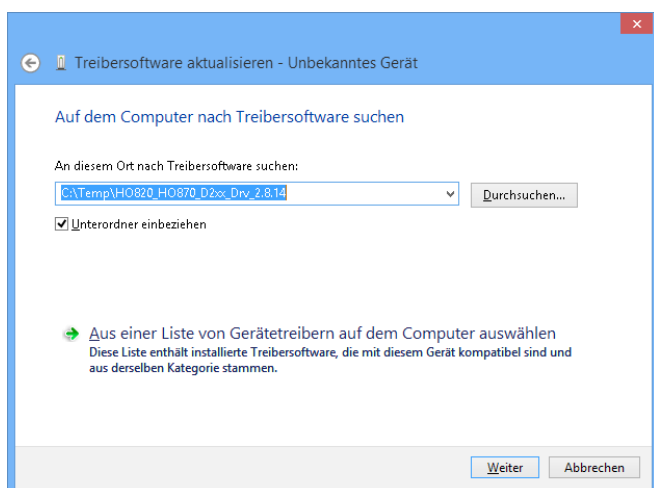 Treibersoftware aktualisieren - Unbekanntes Gerät
Auf dem Computer nach Treibersoftware suchen
An diesem Ort nach Treibersoftware suchen:
C:\Temp\HO820_HO870_D2xx_Drv_2.8.14
Durchsuchen...
Unterordner einbeziehen
Aus einer Liste von Gerätetreibern auf dem Computer auswählen
Diese Liste enthält installierte Treibersoftware, die mit diesem Gerät kompatibel sind und
aus derselben Kategorie stammen.
Weiter
Abbrechen